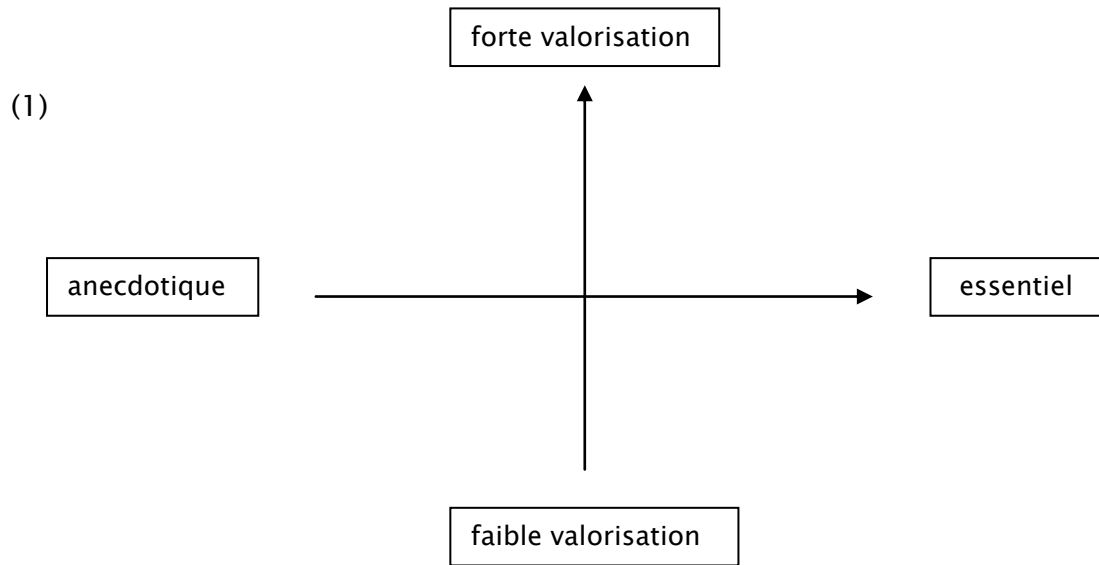 forte valorisation
(1)
anecdotique
essentiel
faible valorisation